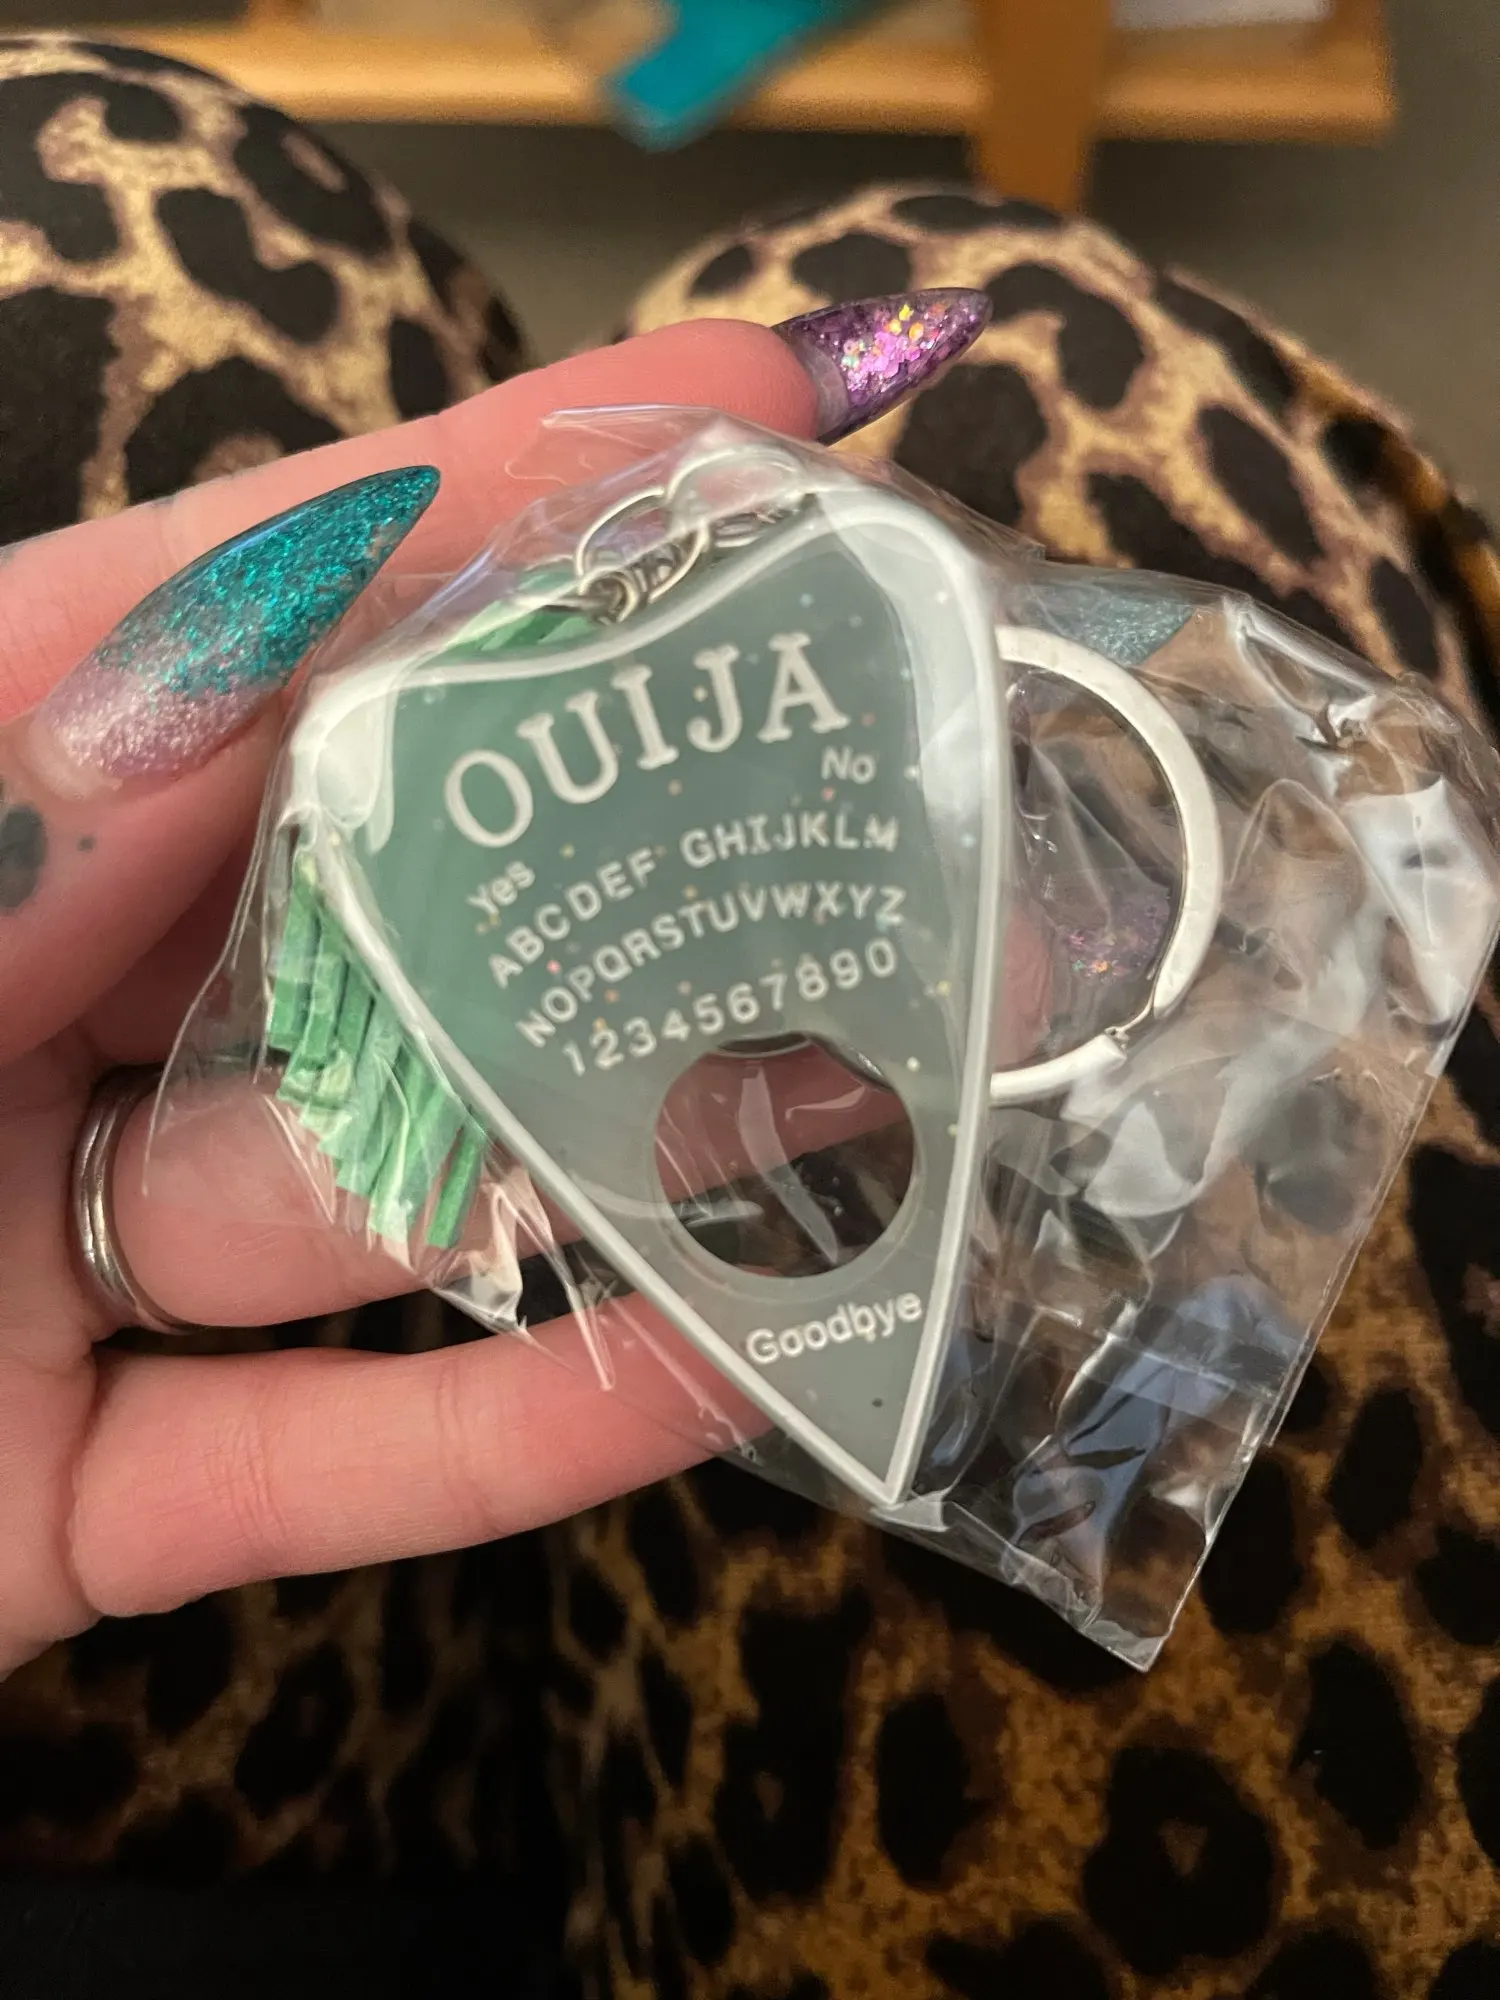 OUIJA
Yes No
ABCDEF GHIJKLM
NOPQRSTUVWXYZ
1234567890
Goodbye